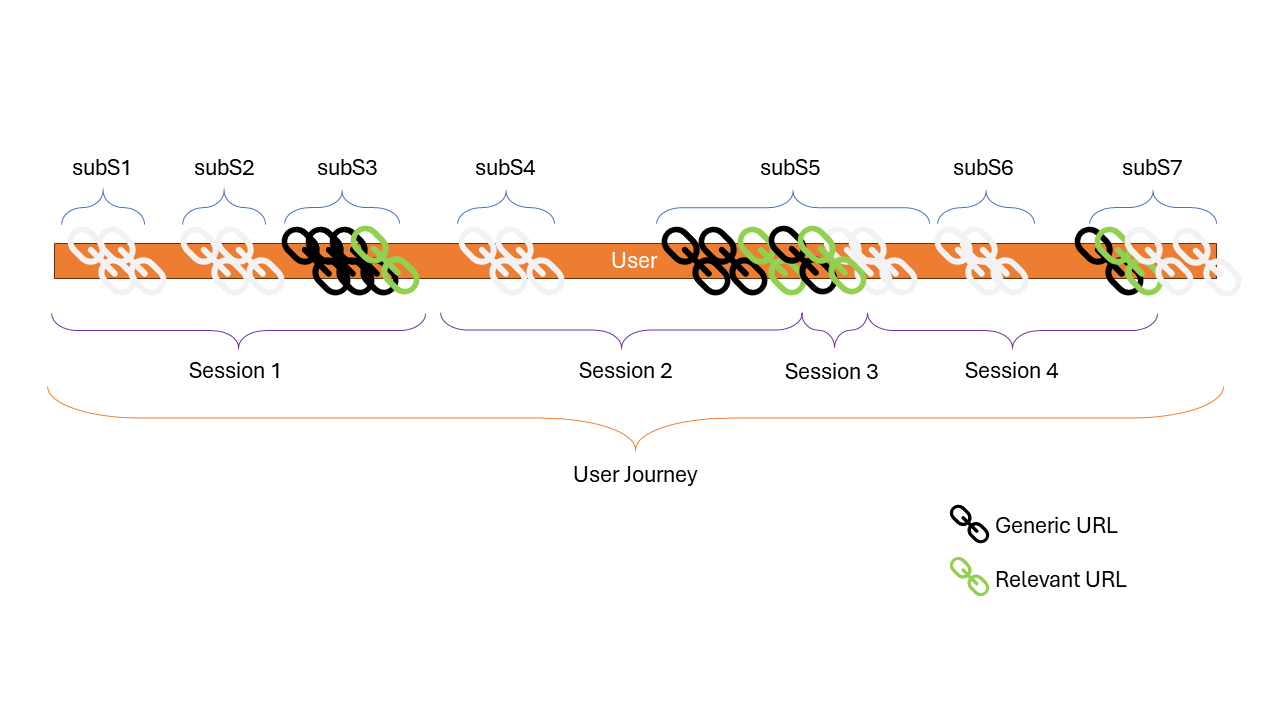 subS1
subS2
subS3
subS4
subS5
subS6
subS7
User
Session 1
Session 2
Session 3
Session 4
User Journey
Generic URL
Relevant URL